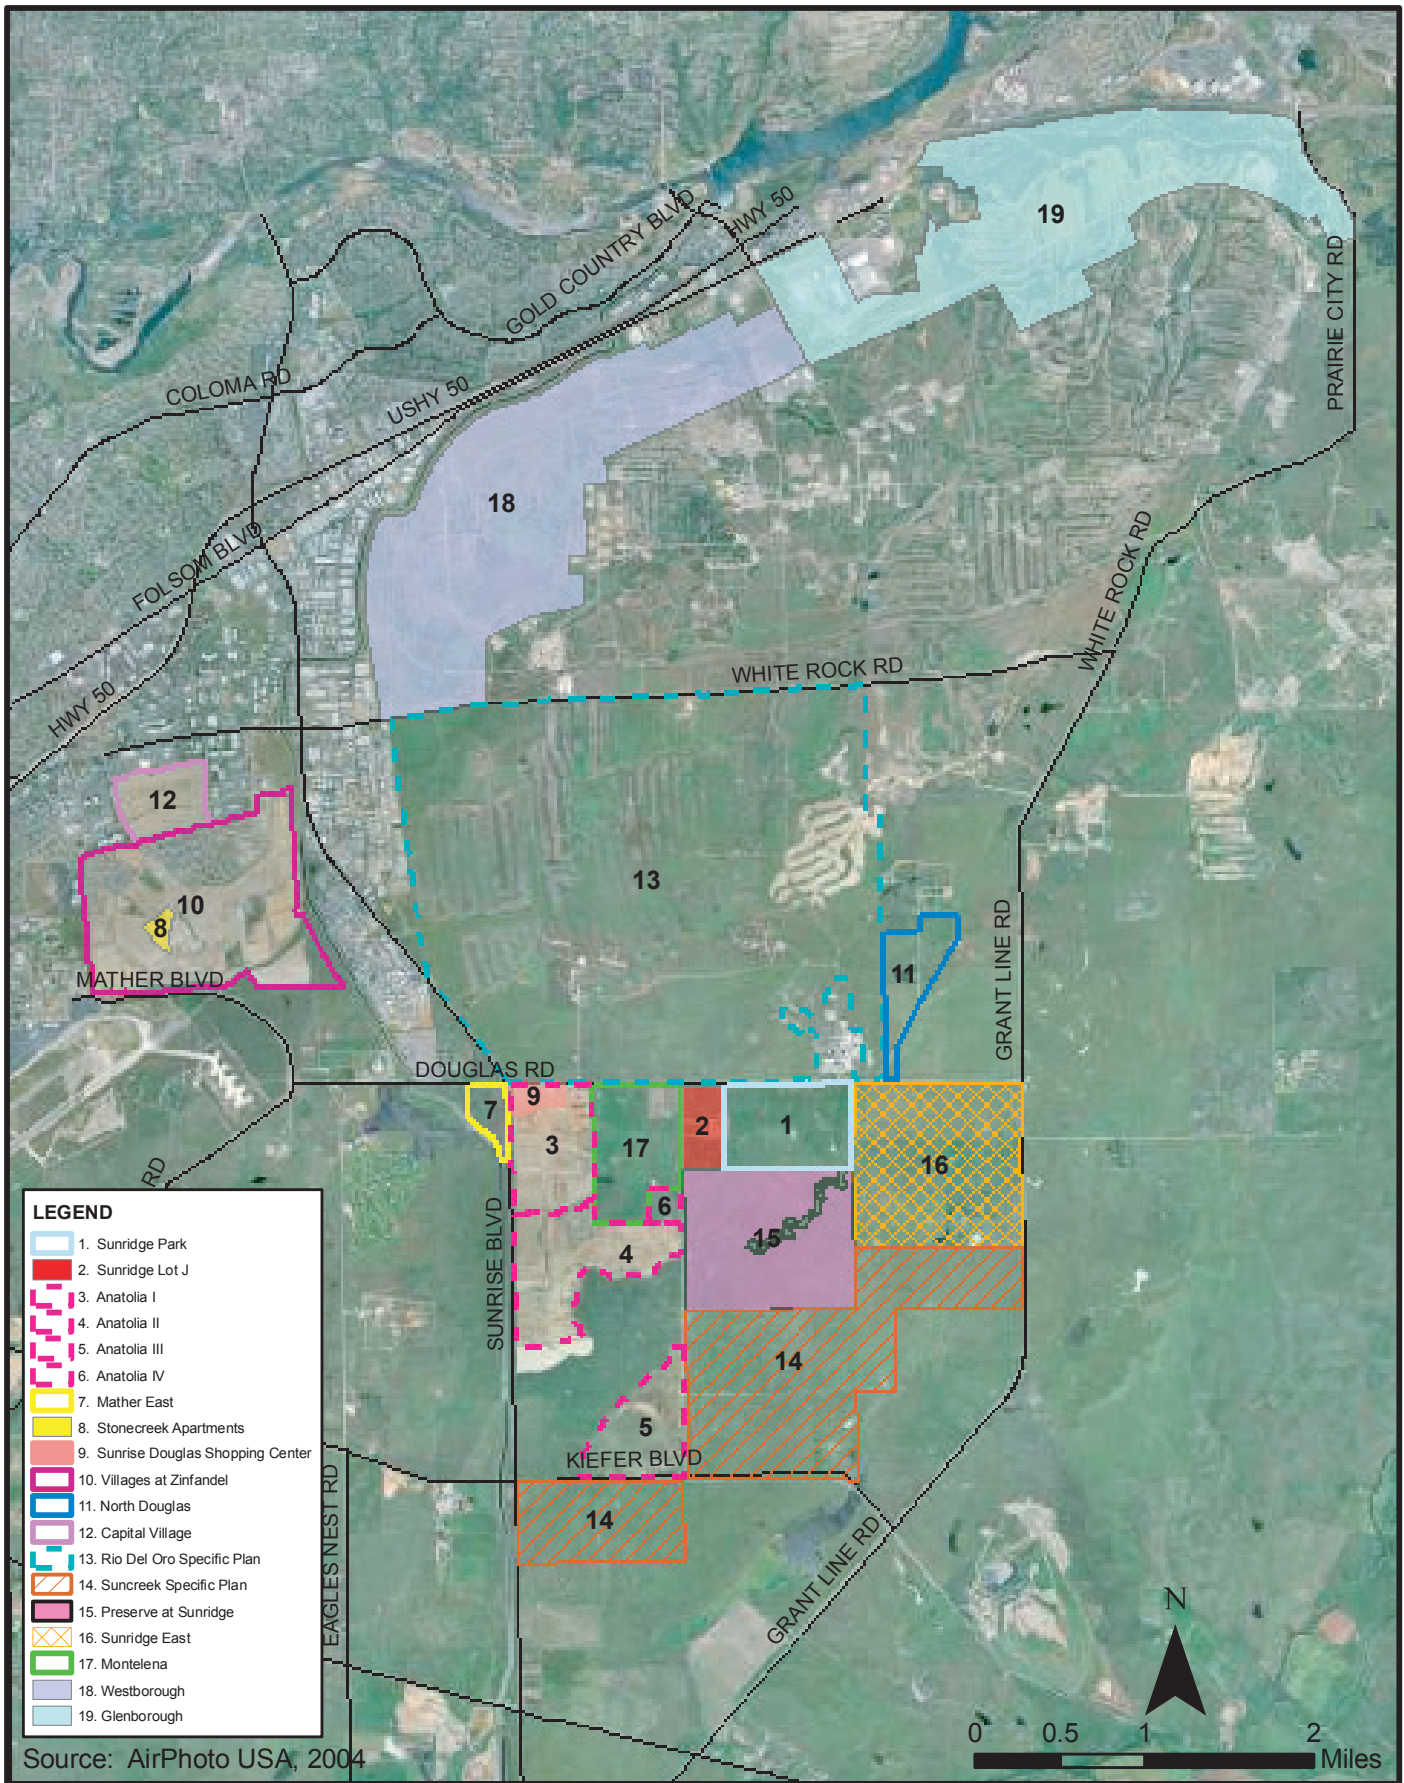 19
HWY 50
GOLD COUNTRY BLVD
PRAIRIE CITY RD
COLOMA RD
USHY 50
18
FOLSOM BLVD
WHITE ROCK RD
WHITE ROCK RD
HWY 50
12
13
10
8
MATHER BLVD
11
GRANT LINE RD
DOUGLAS RD
7
9
3
17
2
1
16
RD
6
15
4
SUNRISE BLVD
14
5
KIEFER BLVD
14
EAGLES NEST RD
GRANT LINE RD
LEGEND
1. Sunridge Park
2. Sunridge Lot J
3. Anatolia I
4. Anatolia II
5. Anatolia III
6. Anatolia IV
7. Mather East
8. Stonecreek Apartments
9. Sunrise Douglas Shopping Center
10. Villages at Zinfandel
11. North Douglas
12. Capital Village
13. Rio Del Oro Specific Plan
14. Suncreek Specific Plan
15. Preserve at Sunridge
16. Sunridge East
17. Montelena
18. Westborough
19. Glenborough
N
0 0.5 1 2
Miles
Source: AirPhoto USA, 2004